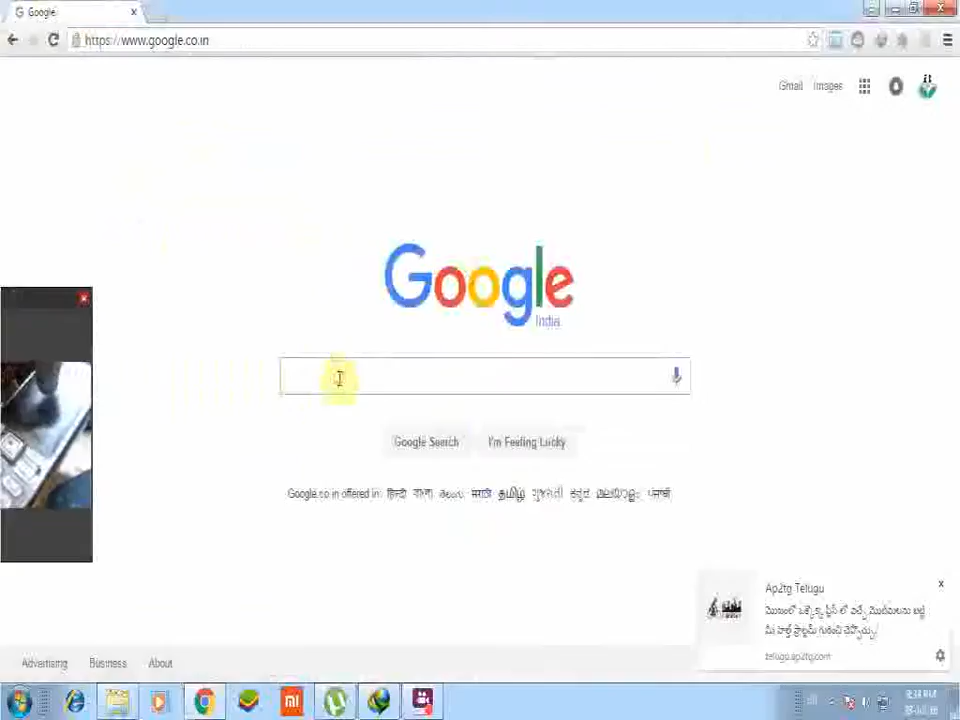 Google
https://www.google.co.in
Gmail Images
Google
India
Google Search I'm Feeling Lucky
Google.co.in offered in: हिन्दी বাংলা తెలుగు मराठी தமிழ் ગુજરાતી ಕನ್ನಡ മലയാളം ਪੰਜਾਬੀ
Ap2tg Telugu
telugu.ap2tg.com
Advertising Business About